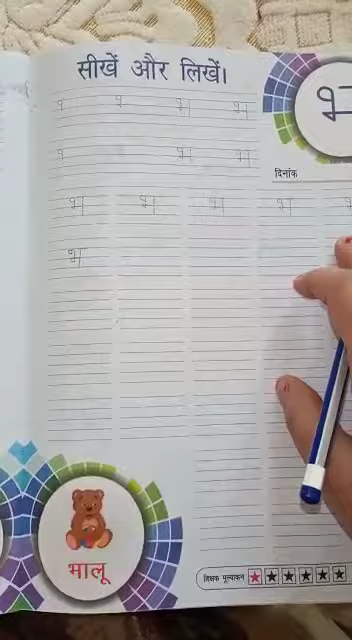 सीखें और लिखें।
भ
दिनांक
भ भ
भ भ
भ भ भ भ
भ
भालू
शिक्षक मूल्यांकन